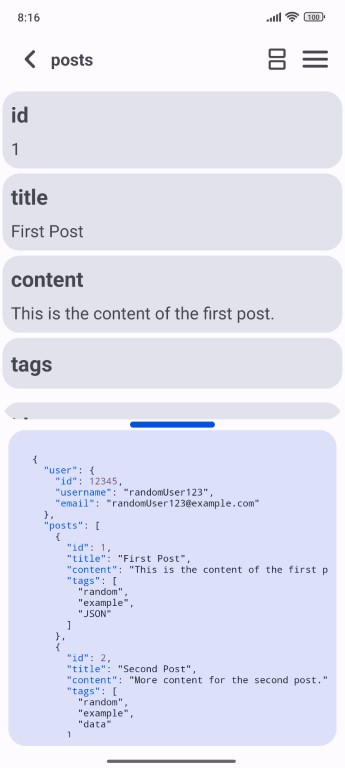 8:16
100
posts
id
1
title
First Post
content
This is the content of the first post.
tags
{
"user": {
"id": 12345,
"username": "randomUser123",
"email": "randomUser123@example.com"
},
"posts": [
{
"id": 1,
"title": "First Post",
"content": "This is the content of the first p
"tags": [
"random",
"example",
"JSON"
]
},
{
"id": 2,
"title": "Second Post",
"content": "More content for the second post."
"tags": [
"random",
"example",
"data"
]